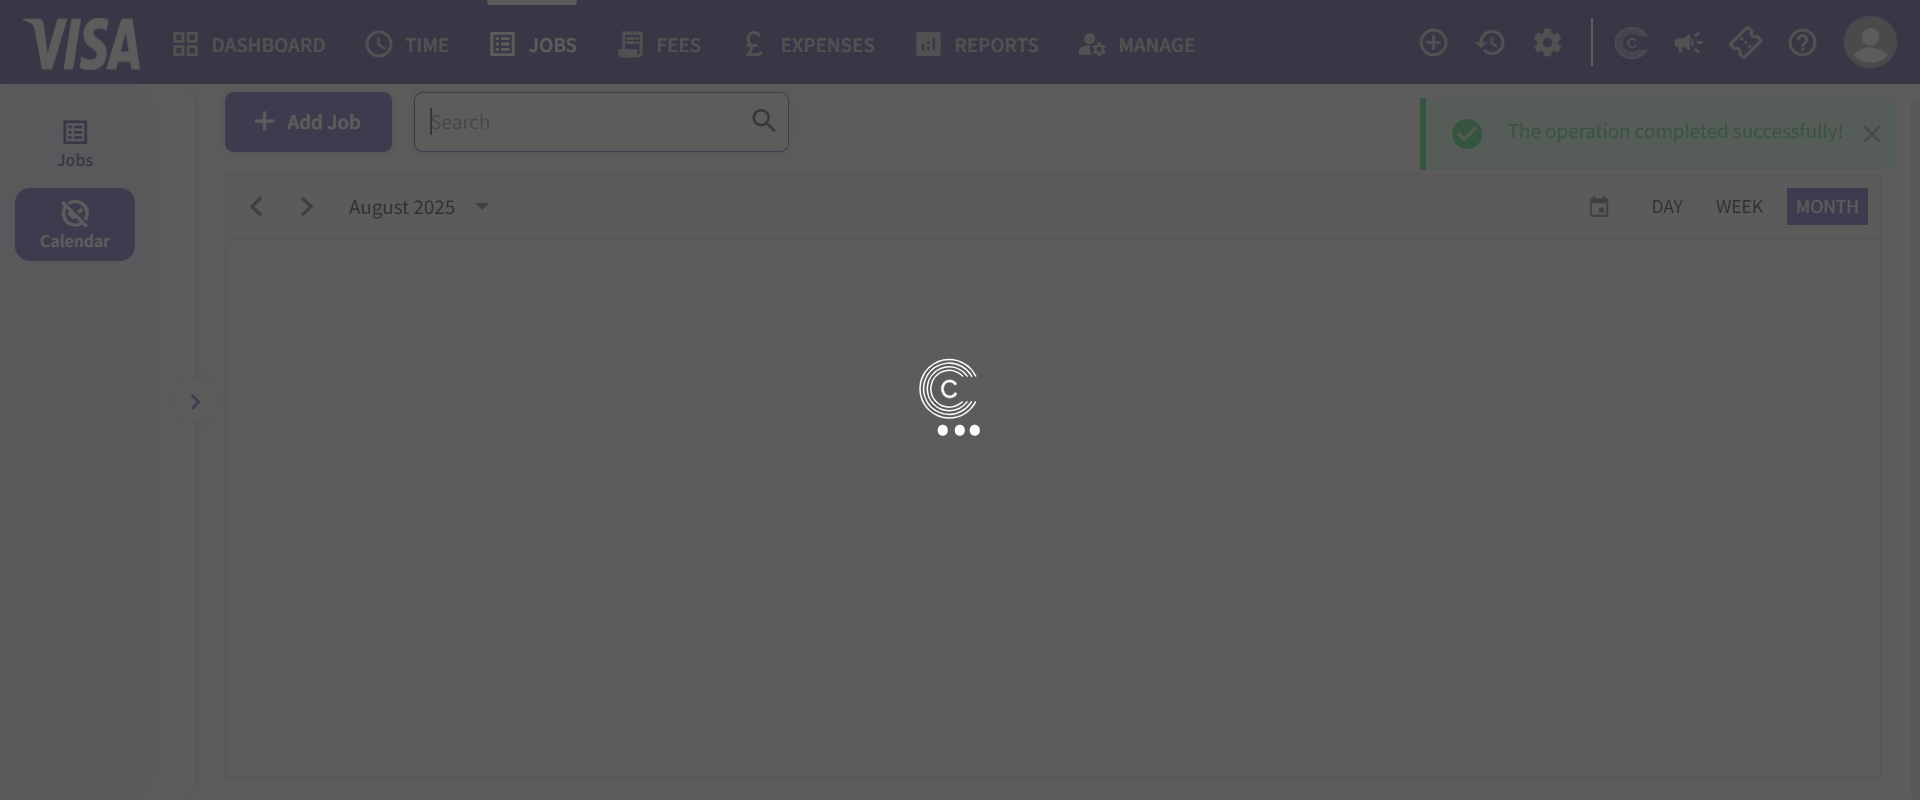 VISA
DASHBOARD
TIME
JOBS
FEES
£
EXPENSES
REPORTS
MANAGE
C
Jobs
Calendar
Add Job
Search
The operation completed successfully!
August 2025
DAY
WEEK
MONTH
C